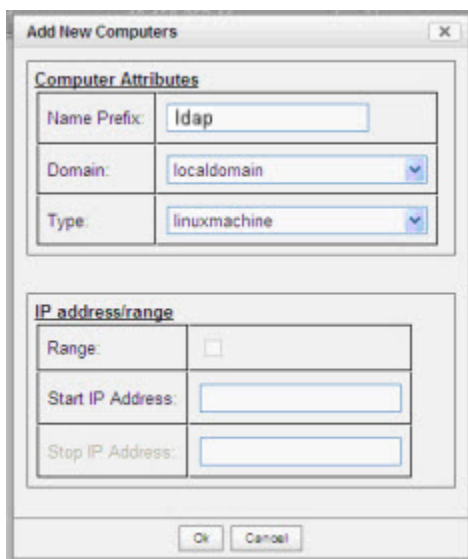 Add New Computers
Computer Attributes
Name Prefix: ldap
Domain: localdomain
Type: linuxmachine
IP address/range
Range:
Start IP Address:
Stop IP Address:
Ok Cancel